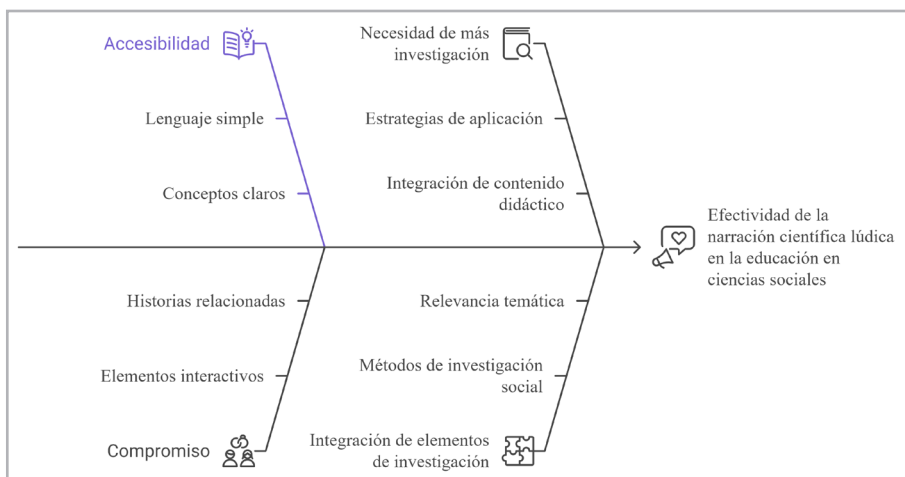 Accesibilidad
Lenguaje simple
Conceptos claros
Necesidad de más
investigación
Estrategias de aplicación
Integración de contenido
didáctico
Historias relacionadas
Elementos interactivos
Compromiso
Relevancia temática
Métodos de investigación
social
Integración de elementos
de investigación
Efectividad de la
narración científica lúdica
en la educación en
ciencias sociales